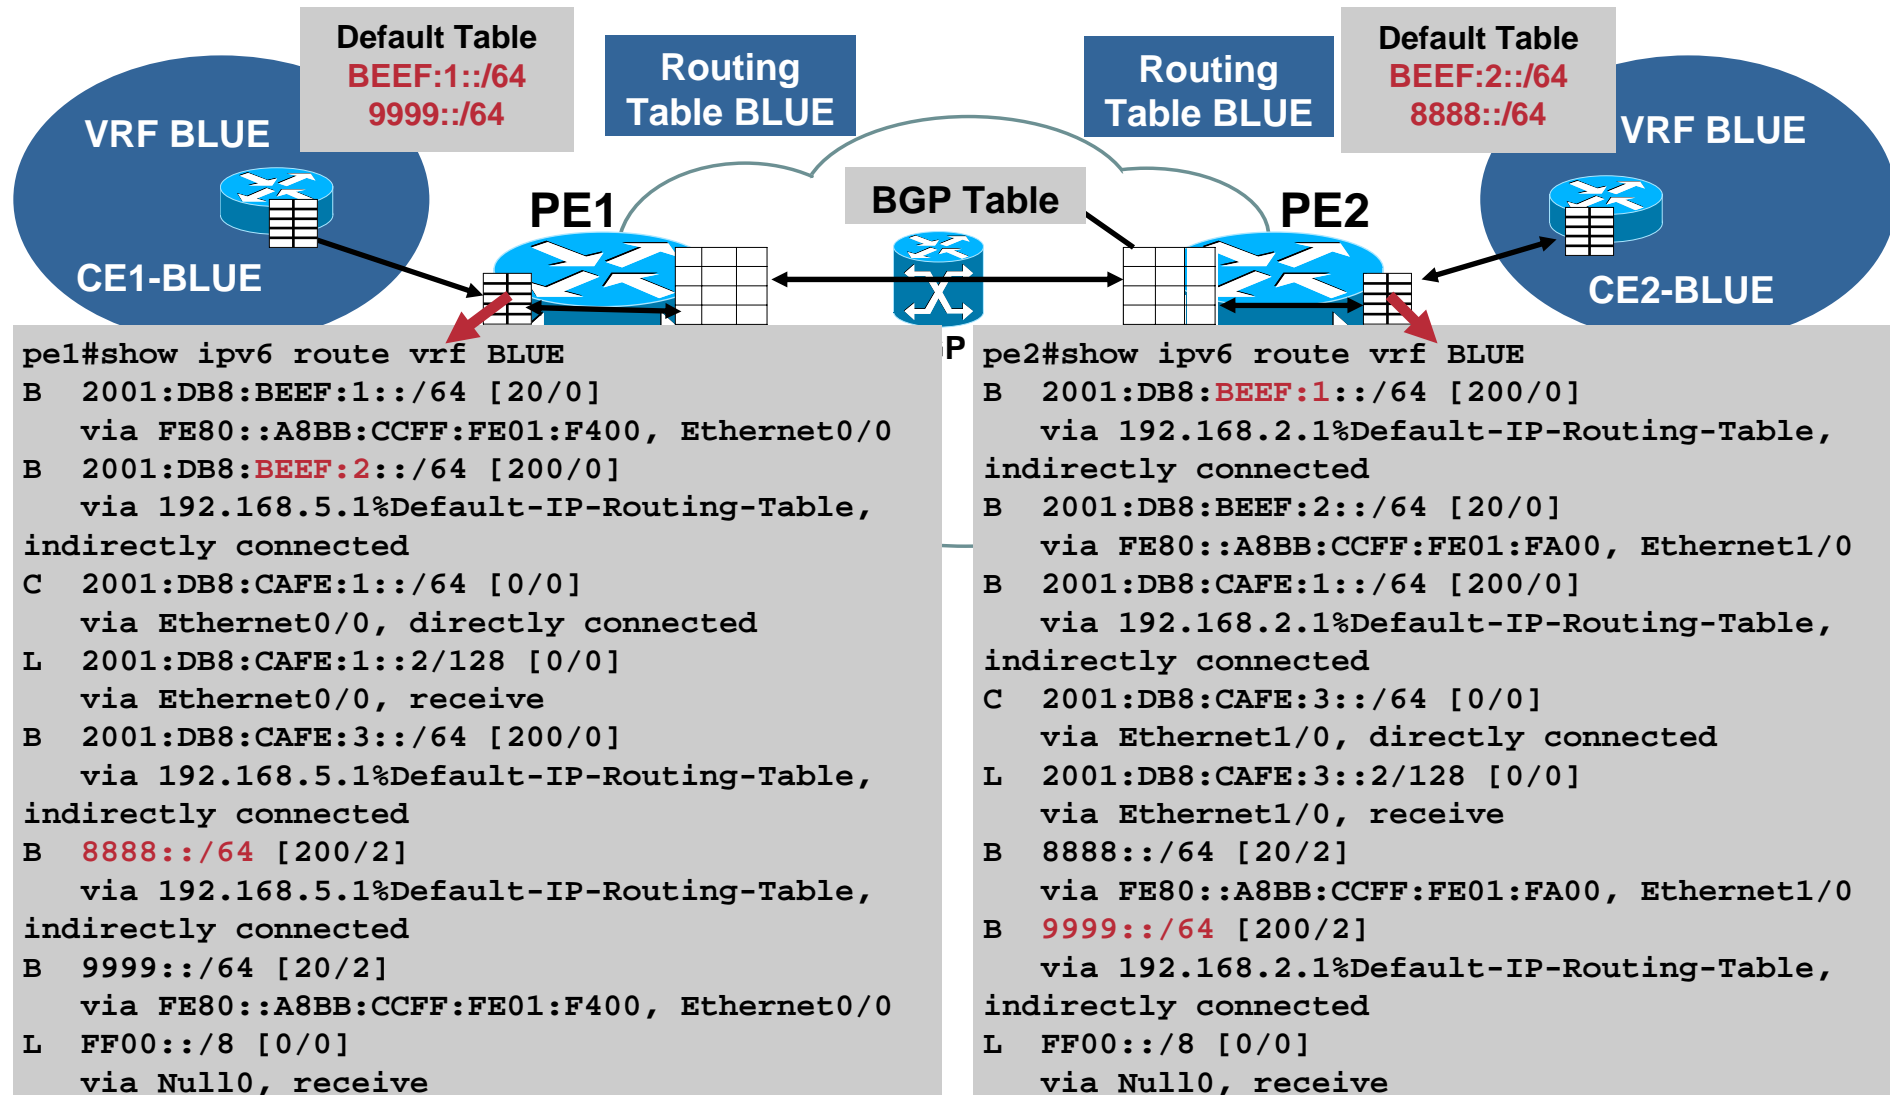 Default Table
BEEF:1::/64
9999::/64
Routing
Table BLUE
Routing
Table BLUE
Default Table
BEEF:2::/64
8888::/64
VRF BLUE
VRF BLUE
BGP Table
PE1
PE2
CE1-BLUE
CE2-BLUE
P
pe1#show ipv6 route vrf BLUE
B 2001:DB8:BEEF:1::/64 [20/0]
via FE80::A8BB:CCFF:FE01:F400, Ethernet0/0
B 2001:DB8:BEEF:2::/64 [200/0]
via 192.168.5.1%Default-IP-Routing-Table,
indirectly connected
C 2001:DB8:CAFE:1::/64 [0/0]
via Ethernet0/0, directly connected
L 2001:DB8:CAFE:1::2/128 [0/0]
via Ethernet0/0, receive
B 2001:DB8:CAFE:3::/64 [200/0]
via 192.168.5.1%Default-IP-Routing-Table,
indirectly connected
B 8888::/64 [200/2]
via 192.168.5.1%Default-IP-Routing-Table,
indirectly connected
B 9999::/64 [20/2]
via FE80::A8BB:CCFF:FE01:F400, Ethernet0/0
L FF00::/8 [0/0]
via Null0, receive
pe2#show ipv6 route vrf BLUE
B 2001:DB8:BEEF:1::/64 [200/0]
via 192.168.2.1%Default-IP-Routing-Table,
indirectly connected
B 2001:DB8:BEEF:2::/64 [20/0]
via FE80::A8BB:CCFF:FE01:FA00, Ethernet1/0
B 2001:DB8:CAFE:1::/64 [200/0]
via 192.168.2.1%Default-IP-Routing-Table,
indirectly connected
C 2001:DB8:CAFE:3::/64 [0/0]
via Ethernet1/0, directly connected
L 2001:DB8:CAFE:3::2/128 [0/0]
via Ethernet1/0, receive
B 8888::/64 [20/2]
via FE80::A8BB:CCFF:FE01:FA00, Ethernet1/0
B 9999::/64 [200/2]
via 192.168.2.1%Default-IP-Routing-Table,
indirectly connected
L FF00::/8 [0/0]
via Null0, receive